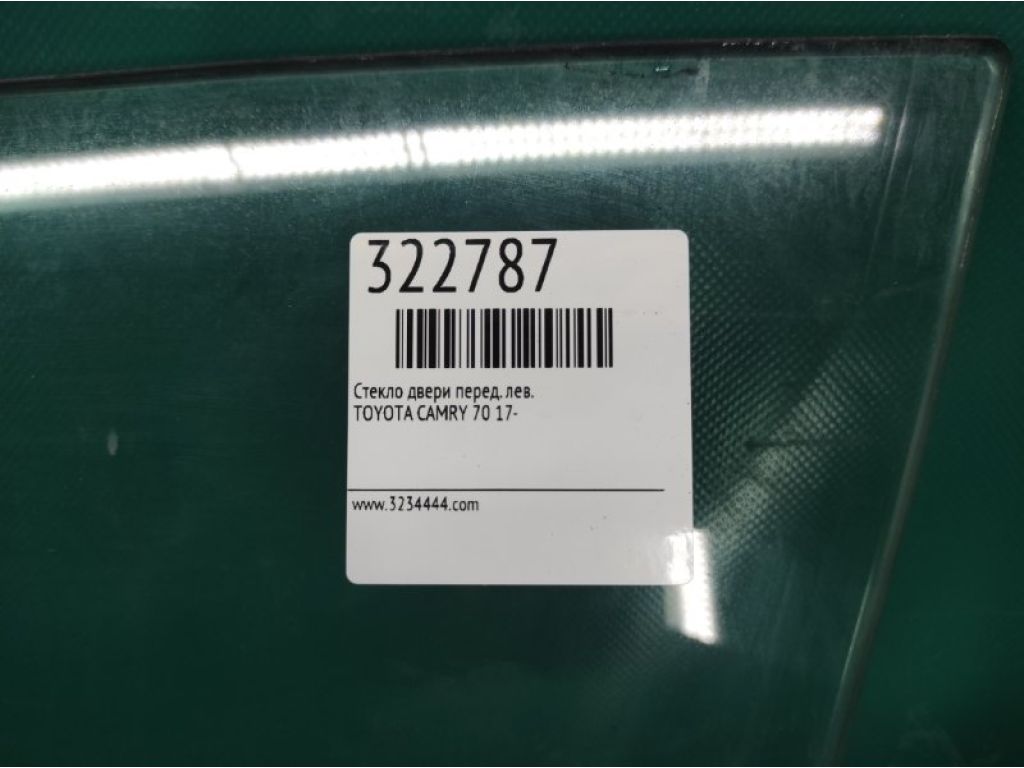 322787
Стекло двери перед. лев.
TOYOTA CAMRY 70 17-
www.3234444.com